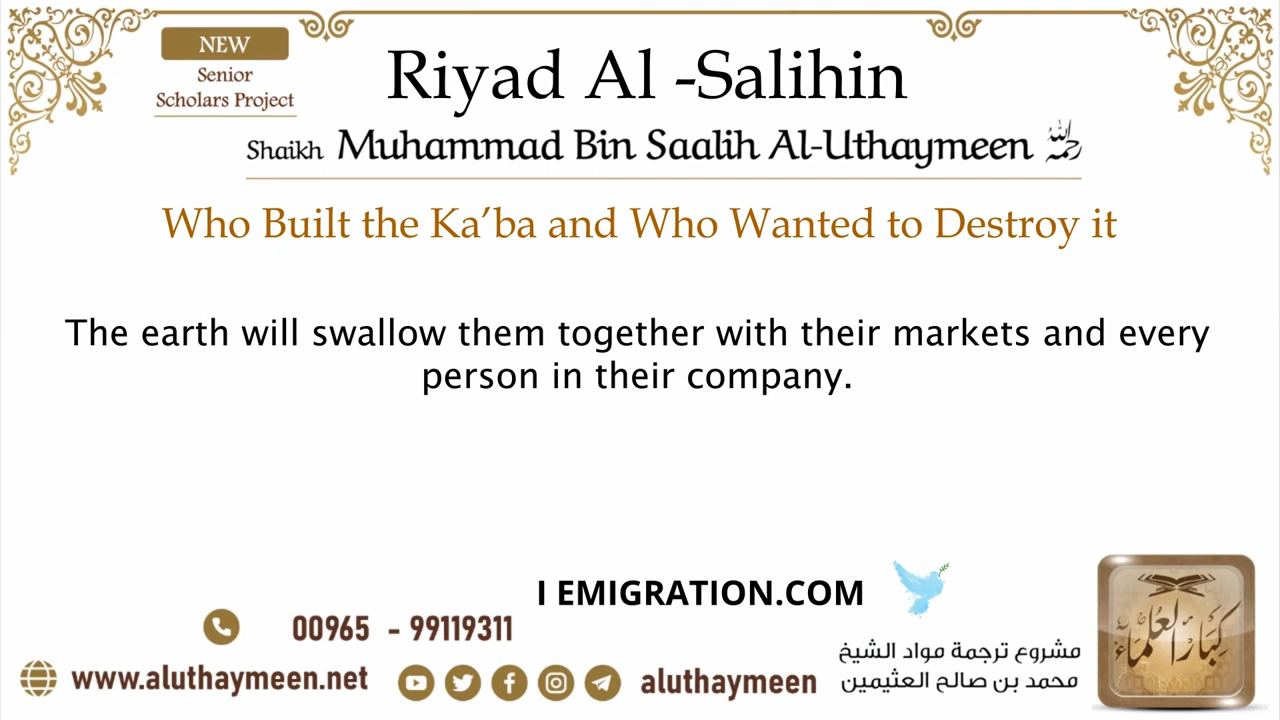 NEW
Senior
Scholars Project
Riyad Al -Salihin
Shaikh Muhammad Bin Saalih Al-Uthaymeen رحمه الله
Who Built the Ka’ba and Who Wanted to Destroy it
The earth will swallow them together with their markets and every
person in their company.
I EMIGRATION.COM
00965 - 99119311
www.aluthaymeen.net
aluthaymeen
مشروع ترجمة مواد الشيخ
محمد بن صالح العثيمين
كبار العلماء